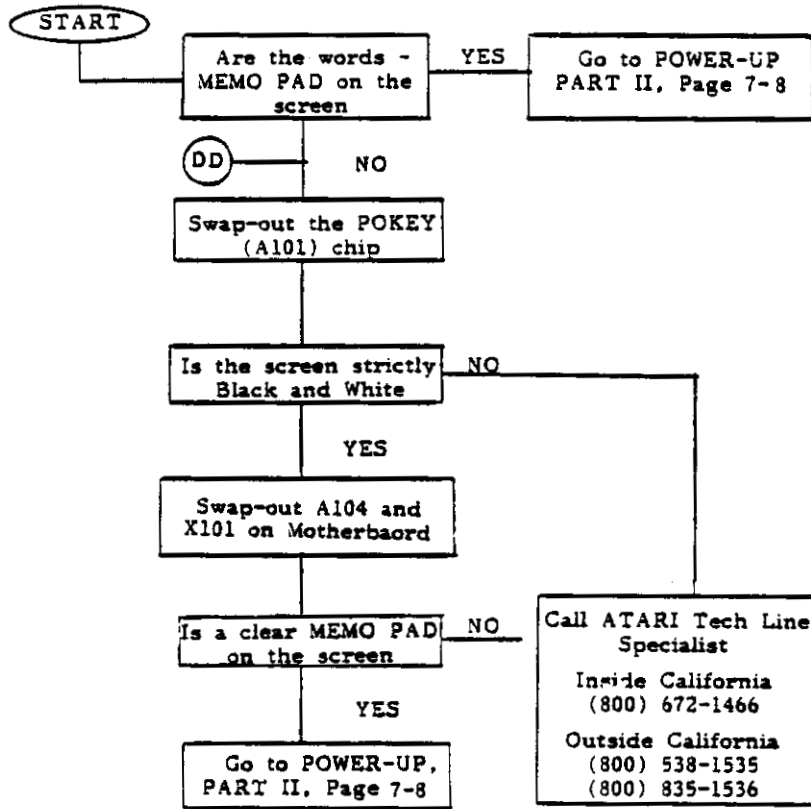 START
Are the words -
MEMO PAD on the
screen
YES
Go to POWER-UP
PART II, Page 7-8
DD
NO
Swap-out the POKEY
(A101) chip
Is the screen strictly
Black and White
NO
YES
Swap-out A104 and
X101 on Motherbaord
Is a clear MEMO PAD
on the screen
NO
Call ATARI Tech Line
Specialist
Inside California
(800) 672-1466
Outside California
(800) 538-1535
(800) 835-1536
YES
Go to POWER-UP,
PART II, Page 7-8